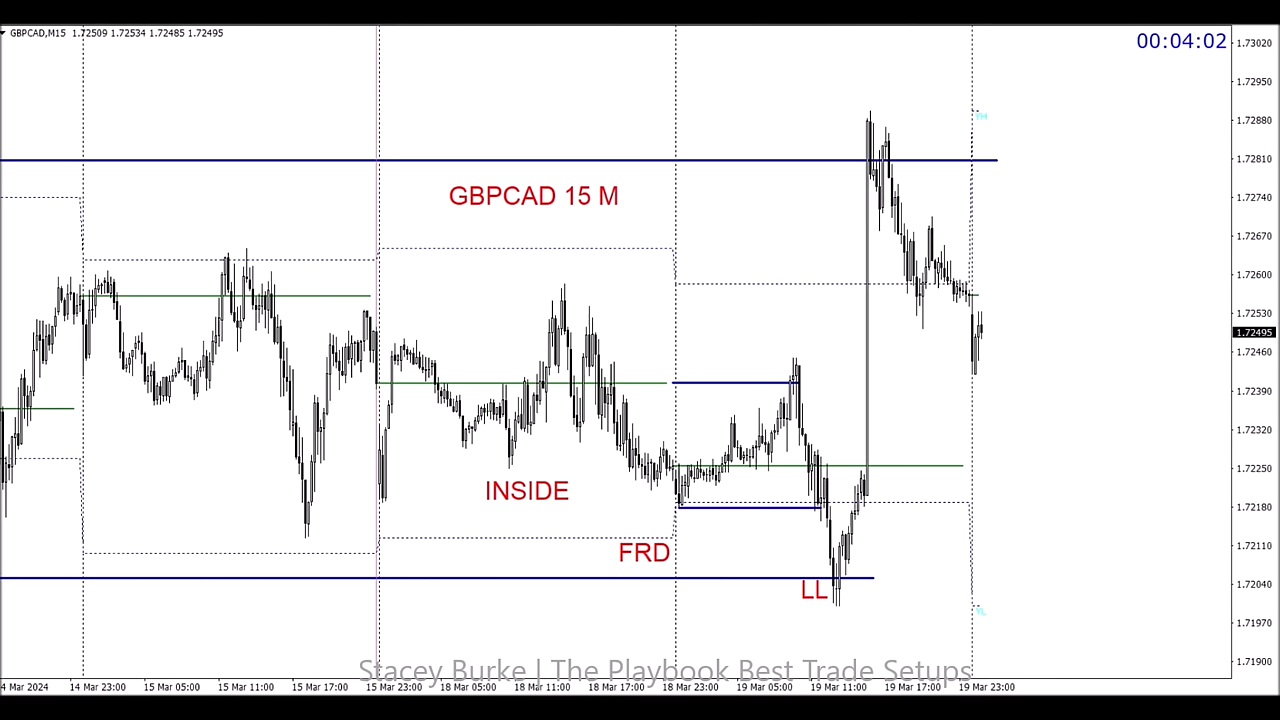 GBPCAD,M15 1.72509 1.72534 1.72485 1.72495
00:04:02
1.73020
1.72950
1.72880
1.72810
1.72740
1.72670
1.72600
1.72530
1.72495
1.72460
1.72390
1.72320
1.72250
1.72180
1.72110
1.72040
1.71970
1.71900
GBPCAD 15 M
INSIDE
FRD
LL
YH
YL
Stacey Burke | The Playbook Best Trade Setups
4 Mar 2024 14 Mar 23:00 15 Mar 05:00 15 Mar 11:00 15 Mar 17:00 15 Mar 23:00 18 Mar 05:00 18 Mar 11:00 18 Mar 17:00 18 Mar 23:00 19 Mar 05:00 19 Mar 11:00 19 Mar 17:00 19 Mar 23:00